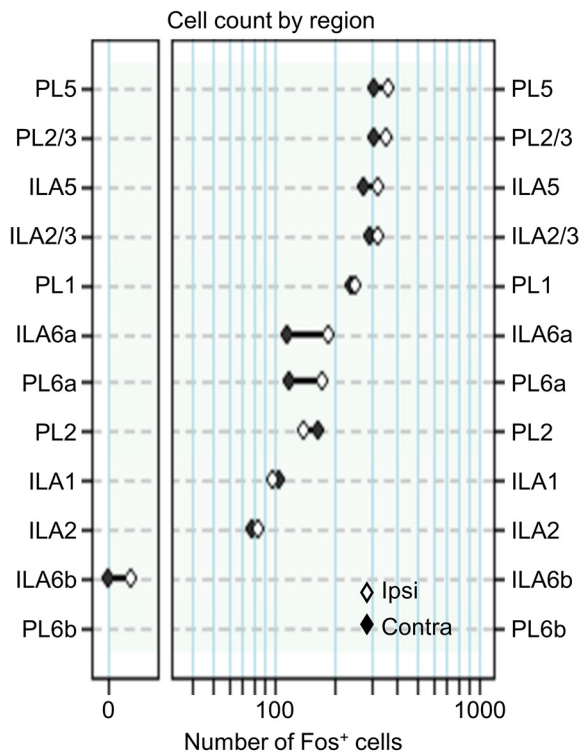 Cell count by region
PL5 PL5
PL2/3 PL2/3
ILA5 ILA5
ILA2/3 ILA2/3
PL1 PL1
ILA6a ILA6a
PL6a PL6a
PL2 PL2
ILA1 ILA1
ILA2 ILA2
ILA6b ILA6b
Ipsi
Contra
PL6b PL6b
0 100 1000
Number of Fos⁺ cells